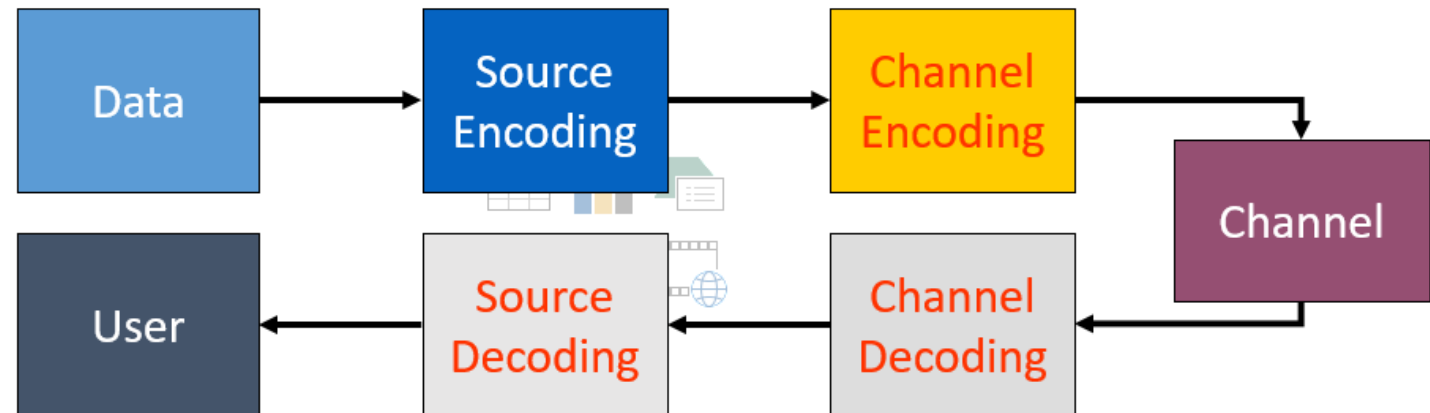 Data
Source
Encoding
Channel
Encoding
Channel
User
Source
Decoding
Channel
Decoding